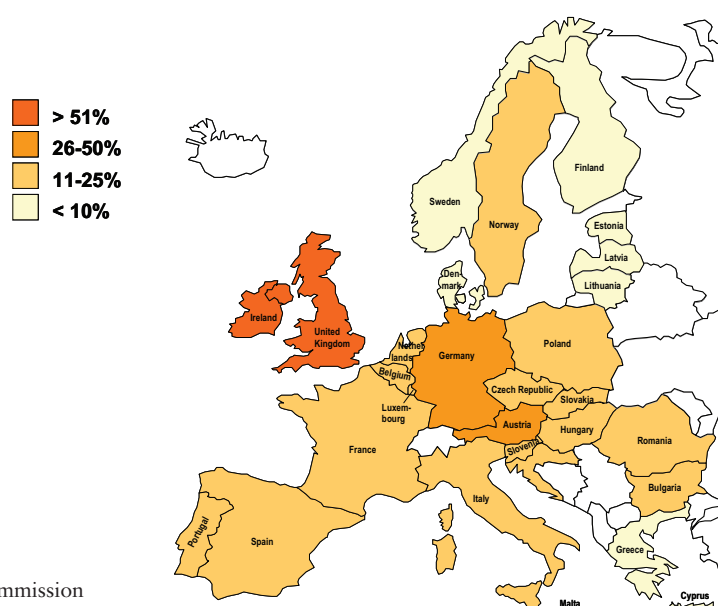 > 51%
26-50%
11-25%
< 10%
Finland
Sweden
Norway
Estonia
Latvia
Lithuania
Den-
mark
Ireland
United
Kingdom
Nether
lands
Belgium
Germany
Poland
Czech Republic
Slovakia
Luxem-
bourg
Austria
Hungary
Slovenia
Romania
France
Bulgaria
Italy
Portugal
Spain
Greece
mmission
Malta
Cyprus